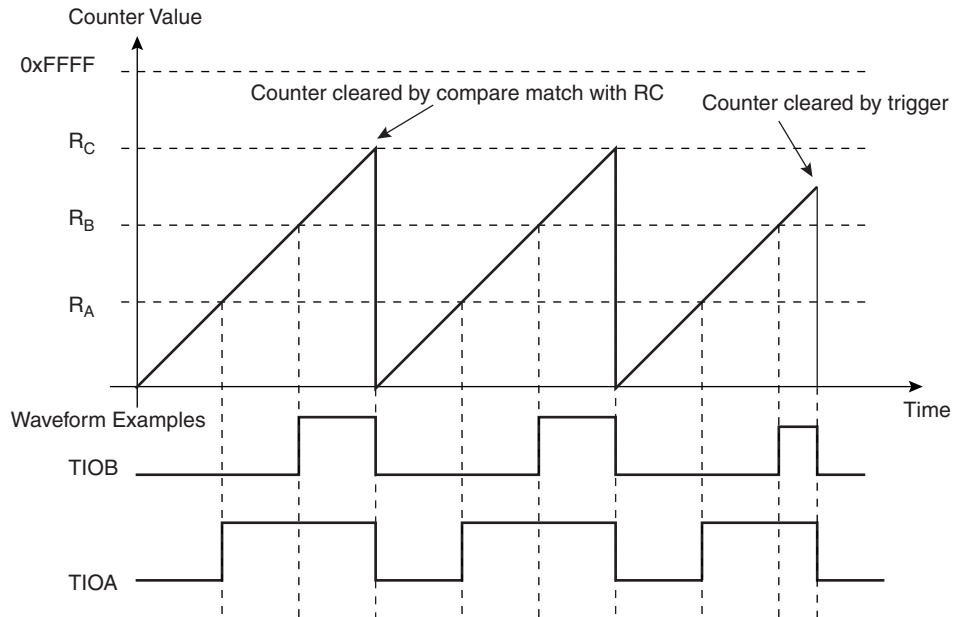 Counter Value
0xFFFF
Counter cleared by compare match with RC
Counter cleared by trigger
RC
RB
RA
Time
Waveform Examples
TIOB
TIOA